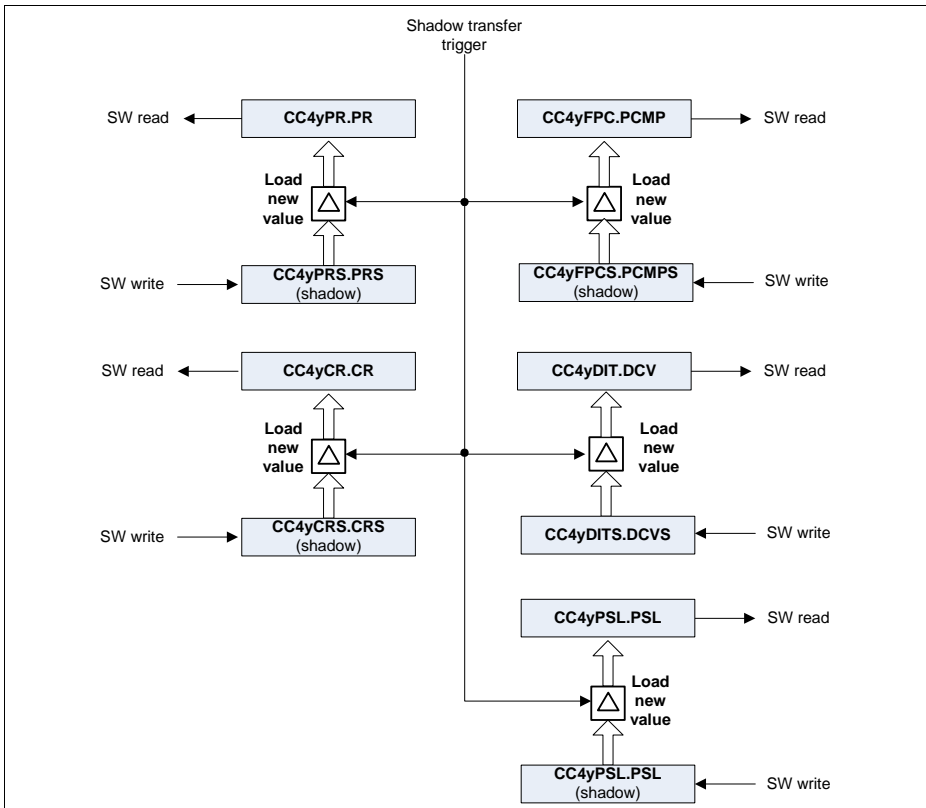 Shadow transfer
trigger
SW read
CC4yPR.PR
CC4yFPC.PCMP
SW read
Load
new
value
Load
new
value
SW write
CC4yPRS.PRS
(shadow)
CC4yFPCS.PCMPS
(shadow)
SW write
SW read
CC4yCR.CR
CC4yDIT.DCV
SW read
Load
new
value
Load
new
value
SW write
CC4yCRS.CRS
(shadow)
CC4yDITS.DCVS
SW write
CC4yPSL.PSL
SW read
Load
new
value
CC4yPSL.PSL
(shadow)
SW write